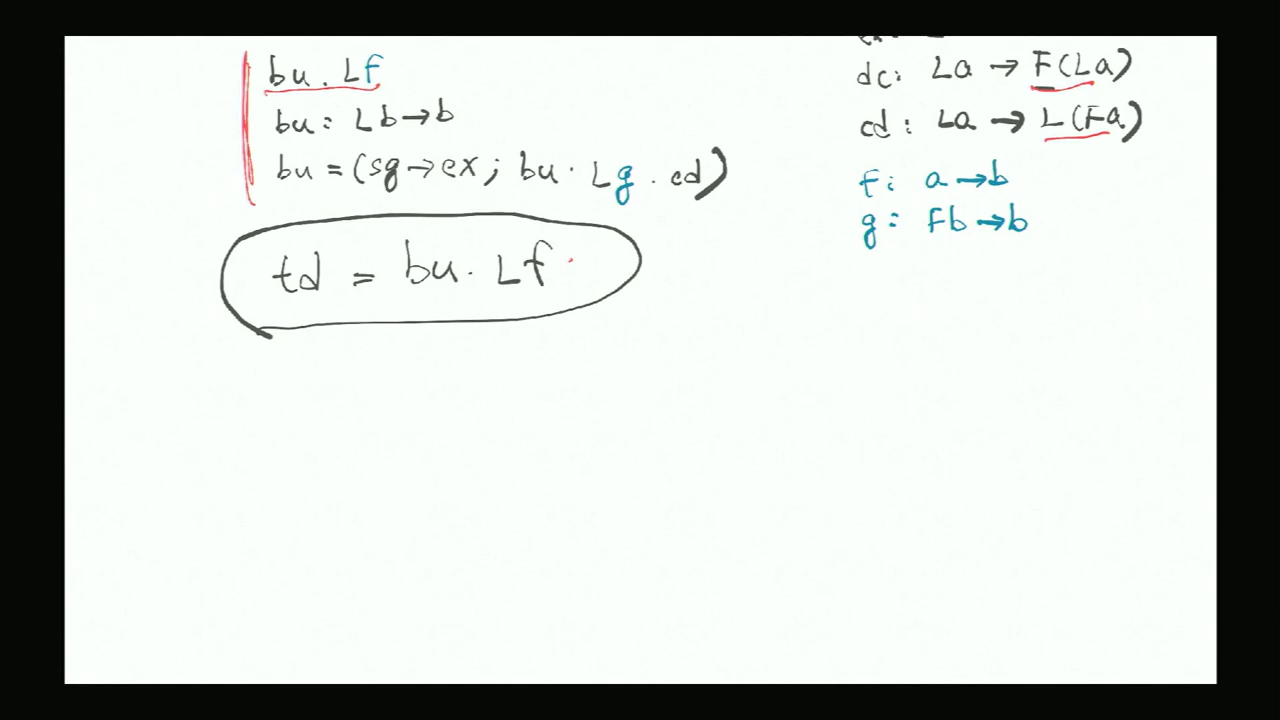 bu . Lf
bu : Lb → b
bu = (sg → ex ; bu · Lg . cd)
td = bu · Lf
dc : La → F(La)
cd : La → L(Fa)
f : a → b
g : Fb → b